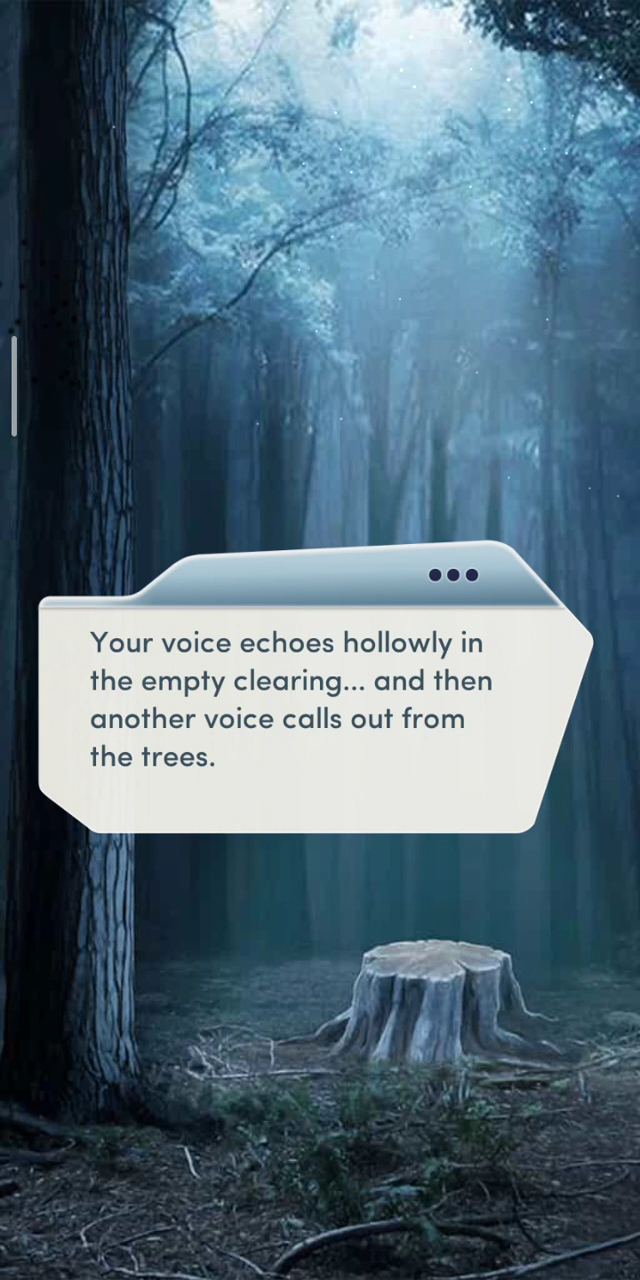 Your voice echoes hollowly in
the empty clearing... and then
another voice calls out from
the trees.